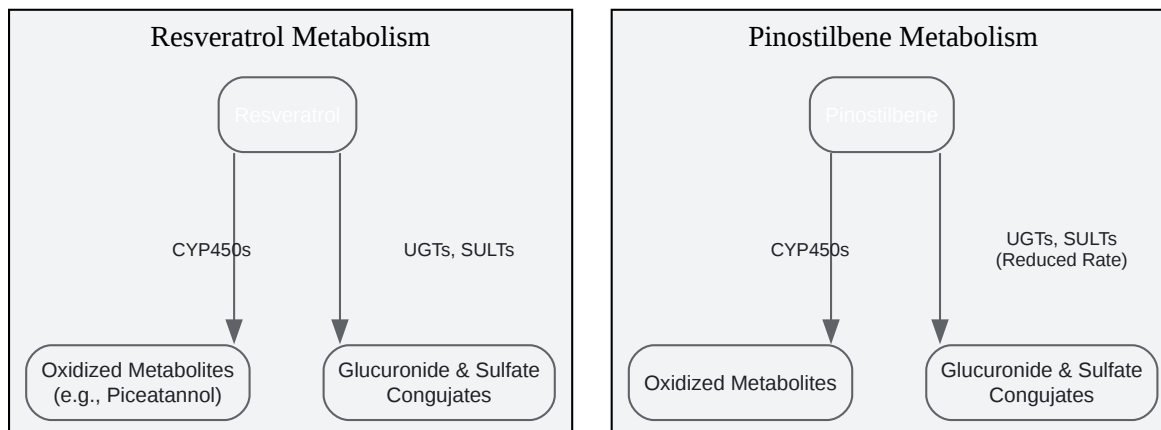 Resveratrol Metabolism
Resveratrol
CYP450s
UGTs, SULTs
Oxidized Metabolites
(e.g., Piceatannol)
Glucuronide & Sulfate
Congujates
Pinostilbene Metabolism
Pinostilbene
CYP450s
UGTs, SULTs
(Reduced Rate)
Oxidized Metabolites
Glucuronide & Sulfate
Congujates